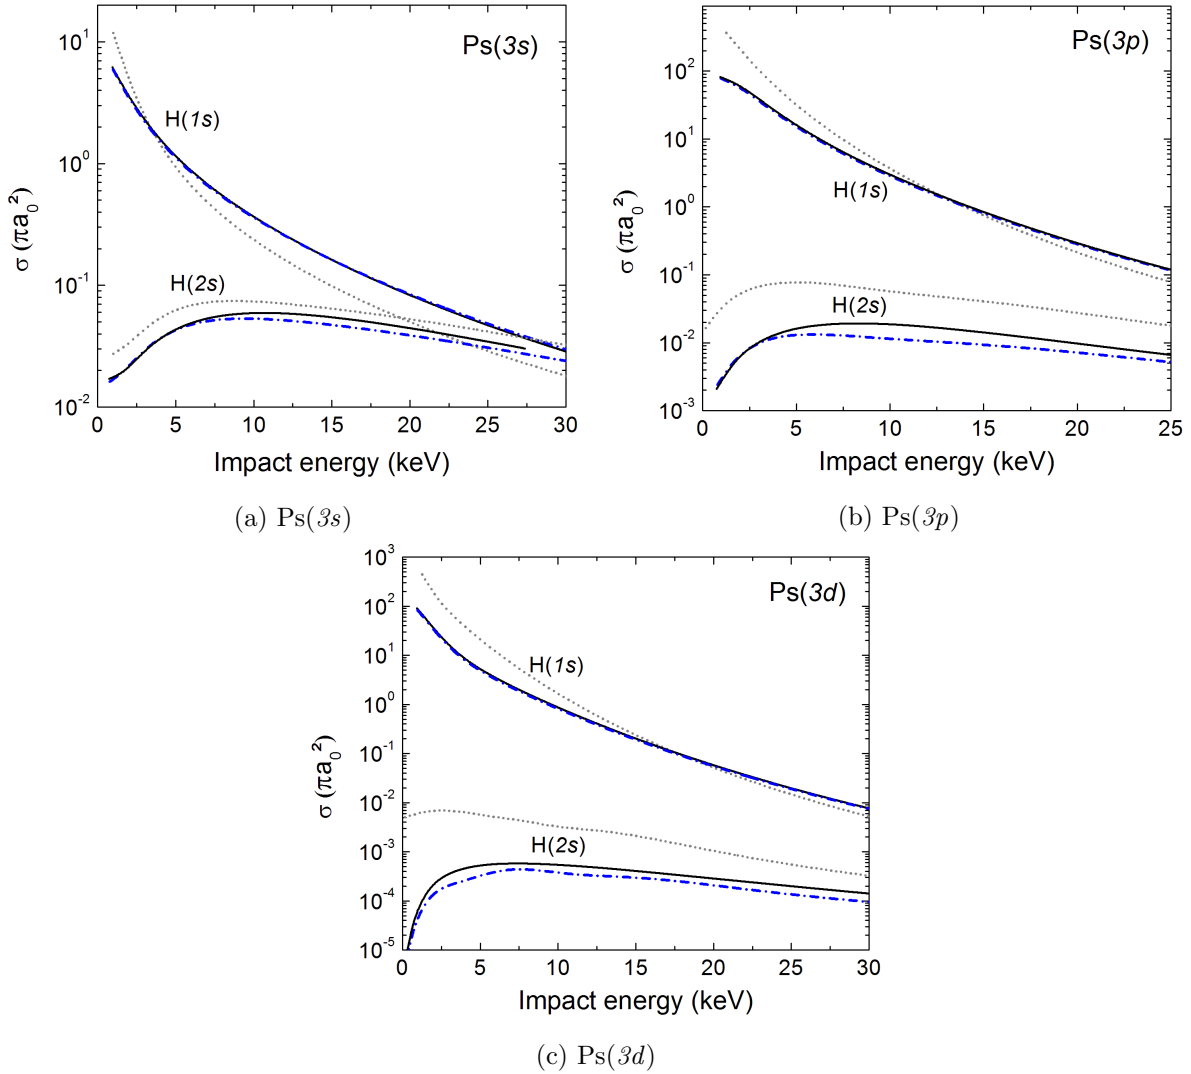 Ps(3s)
10¹
10⁰
10⁻¹
10⁻²
σ (πa₀²)
H(1s)
H(2s)
0 5 10 15 20 25 30
Impact energy (keV)
(a) Ps(3s)
Ps(3p)
10²
10¹
10⁰
10⁻¹
10⁻²
10⁻³
σ (πa₀²)
H(1s)
H(2s)
0 5 10 15 20 25
Impact energy (keV)
(b) Ps(3p)
Ps(3d)
10³
10²
10¹
10⁰
10⁻¹
10⁻²
10⁻³
10⁻⁴
10⁻⁵
σ (πa₀²)
H(1s)
H(2s)
0 5 10 15 20 25 30
Impact energy (keV)
(c) Ps(3d)